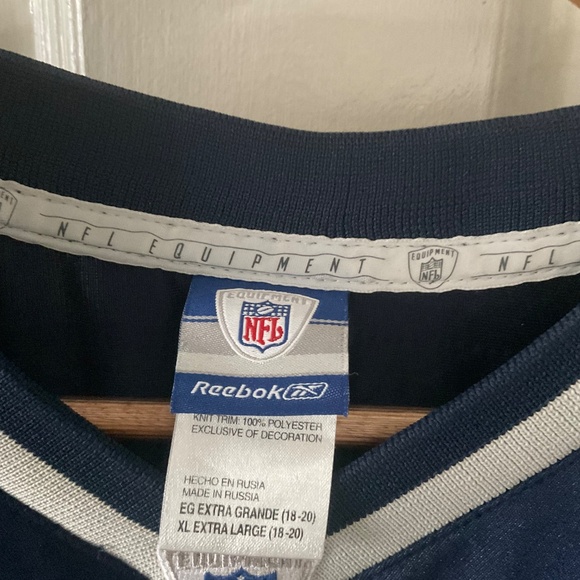 NFL EQUIPMENT
EQUIPMENT
NFL
NFL
EQUIPMENT
NFL
Reebok
KNIT TRIM: 100% POLYESTER
EXCLUSIVE OF DECORATION
HECHO EN RUSIA
MADE IN RUSSIA
EG EXTRA GRANDE (18-20)
XL EXTRA LARGE (18-20)